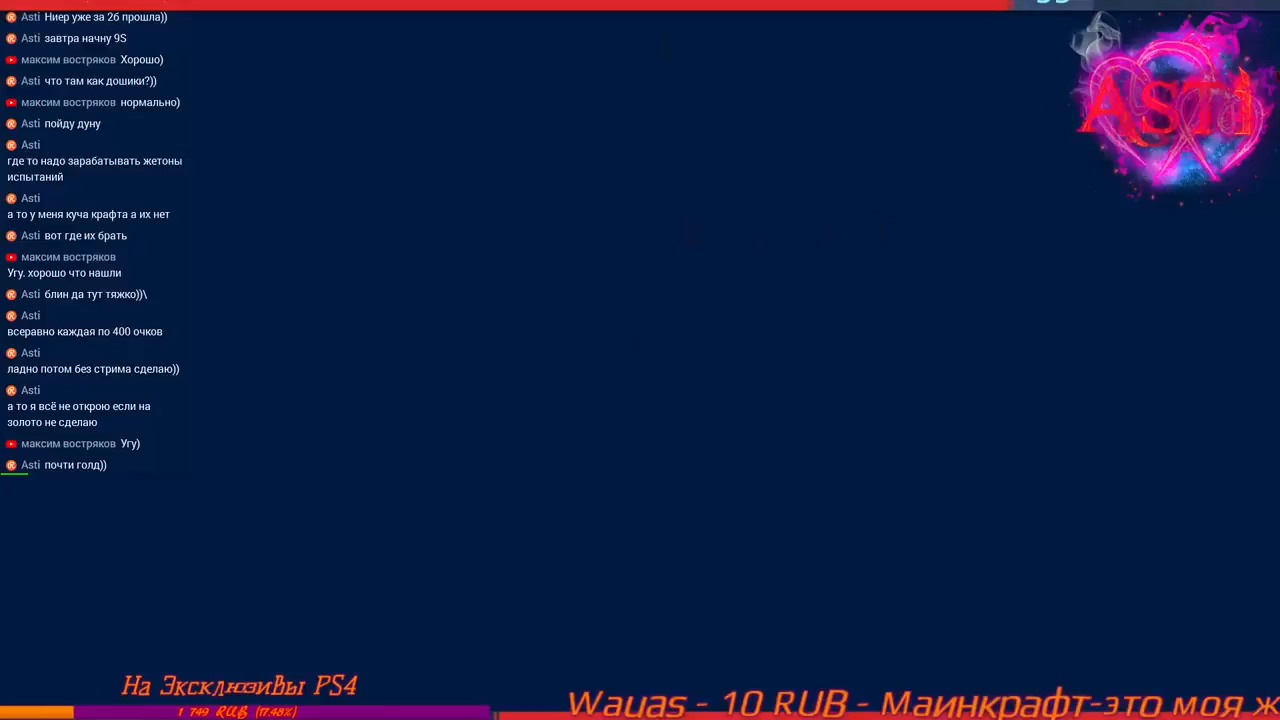 Asti Ниер уже за 2б прошла))
Asti завтра начну 9S
максим востряков Хорошо)
Asti что там как дошики?))
максим востряков нормально)
Asti пойду дуну
Asti
где то надо зарабатывать жетоны
испытаний
Asti
а то у меня куча крафта а их нет
Asti вот где их брать
максим востряков
Угу. хорошо что нашли
Asti блин да тут тяжко))\
Asti
всеравно каждая по 400 очков
Asti
ладно потом без стрима сделаю))
Asti
а то я всё не открою если на
золото не сделаю
максим востряков Угу)
Asti почти голд))
ASTi
На Эксклюзивы PS4
1 749 RUB (17.48%)
Wauas - 10 RUB - Маинкрафт-это моя ж